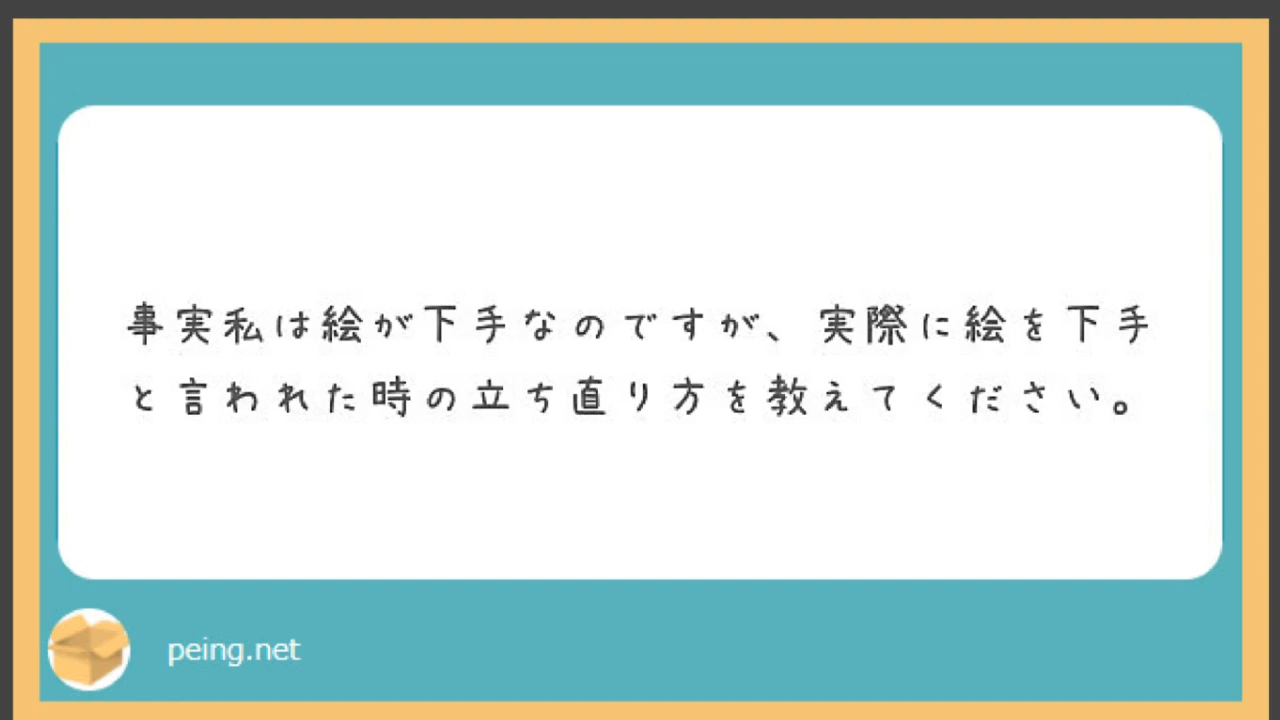 事実私は絵が下手なのですが、実際に絵を下手
と言われた時の立ち直り方を教えてください。
peing.net